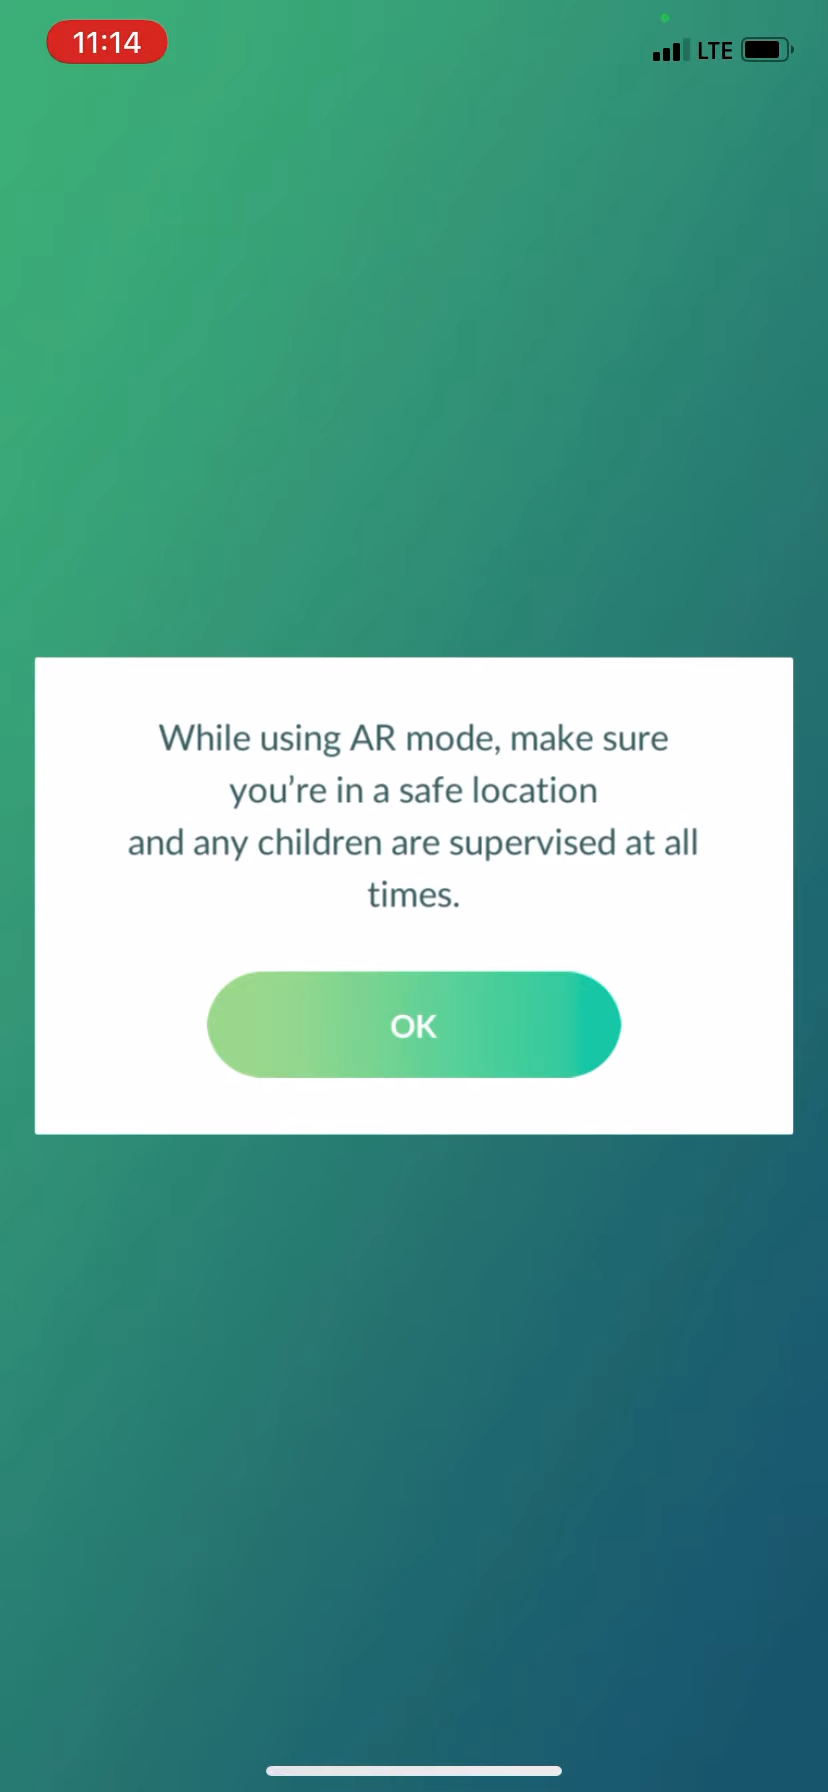 11:14
LTE
While using AR mode, make sure
you’re in a safe location
and any children are supervised at all
times.
OK